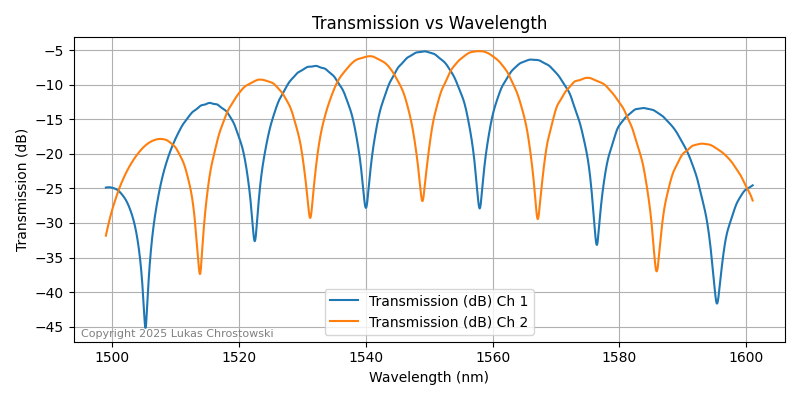 Transmission vs Wavelength
Transmission (dB)
−5
−10
−15
−20
−25
−30
−35
−40
−45
Transmission (dB) Ch 1
Transmission (dB) Ch 2
Copyright 2025 Lukas Chrostowski
1500 1520 1540 1560 1580 1600
Wavelength (nm)